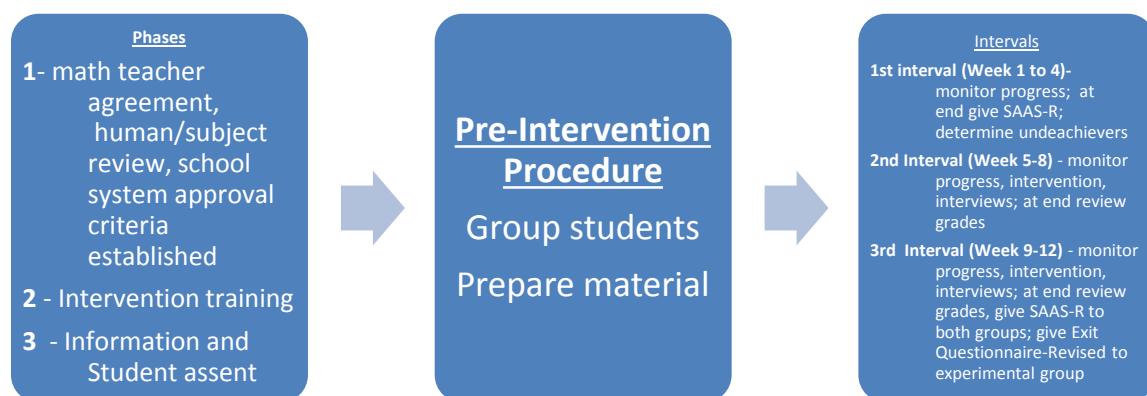 Phases
1- math teacher
agreement,
human/subject
review, school
system approval
criteria
established
2 - Intervention training
3 - Information and
Student assent
Pre-Intervention
Procedure
Group students
Prepare material
Intervals
1st interval (Week 1 to 4)-
monitor progress; at
end give SAAS-R;
determine undeachievers
2nd Interval (Week 5-8) - monitor
progress, intervention,
interviews; at end review
grades
3rd Interval (Week 9-12) - monitor
progress, intervention,
interviews; at end review
grades, give SAAS-R to
both groups; give Exit
Questionnaire-Revised to
experimental group